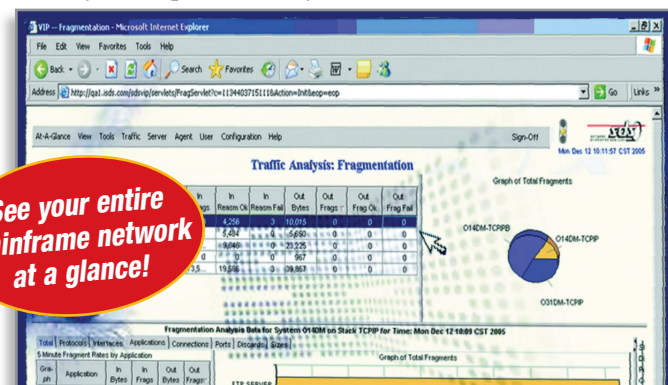 VIP -- Fragmentation - Microsoft Internet Explorer
File Edit View Favorites Tools Help
Back Search Favorites
Address http://qa1.isds.com/sdsvip/servlets/FragServlet?c=1134403715111&Action=Init&eop=eop Go Links »
At-A-Glance View Tools Traffic Server Agent User Configuration Help Sign-Off
Mon Dec 12 10:11:57 CST 2005
Traffic Analysis: Fragmentation
Graph of Total Fragments
In In Out Out Out Out
Reasm Ok Reasm Fail Bytes Frags Frag Ok Frag Fail
4,256 3 10,015 0 0 0
5,484 0 5,690 0 0 0
9,846 0 23,225 0 0 0
0 0 967 0 0
19,586 3 39,857 0 0 0
O14DM-TCPIPB
O14DM-TCPIP
O31DM-TCPIP
See your entire
mainframe network
at a glance!
Fragmentation Analysis Data for System O14DM on Stack TCPIP for Time: Mon Dec 12 10:09 CST 2005
Total Protocols Interfaces Applications Connections Ports Discards Sizes
5 Minute Fragment Rates by Application
Graph of Total Fragments
Gra-
ph Application In
Bytes In
Frags Out
Bytes Out
Frags
FTP SERVER